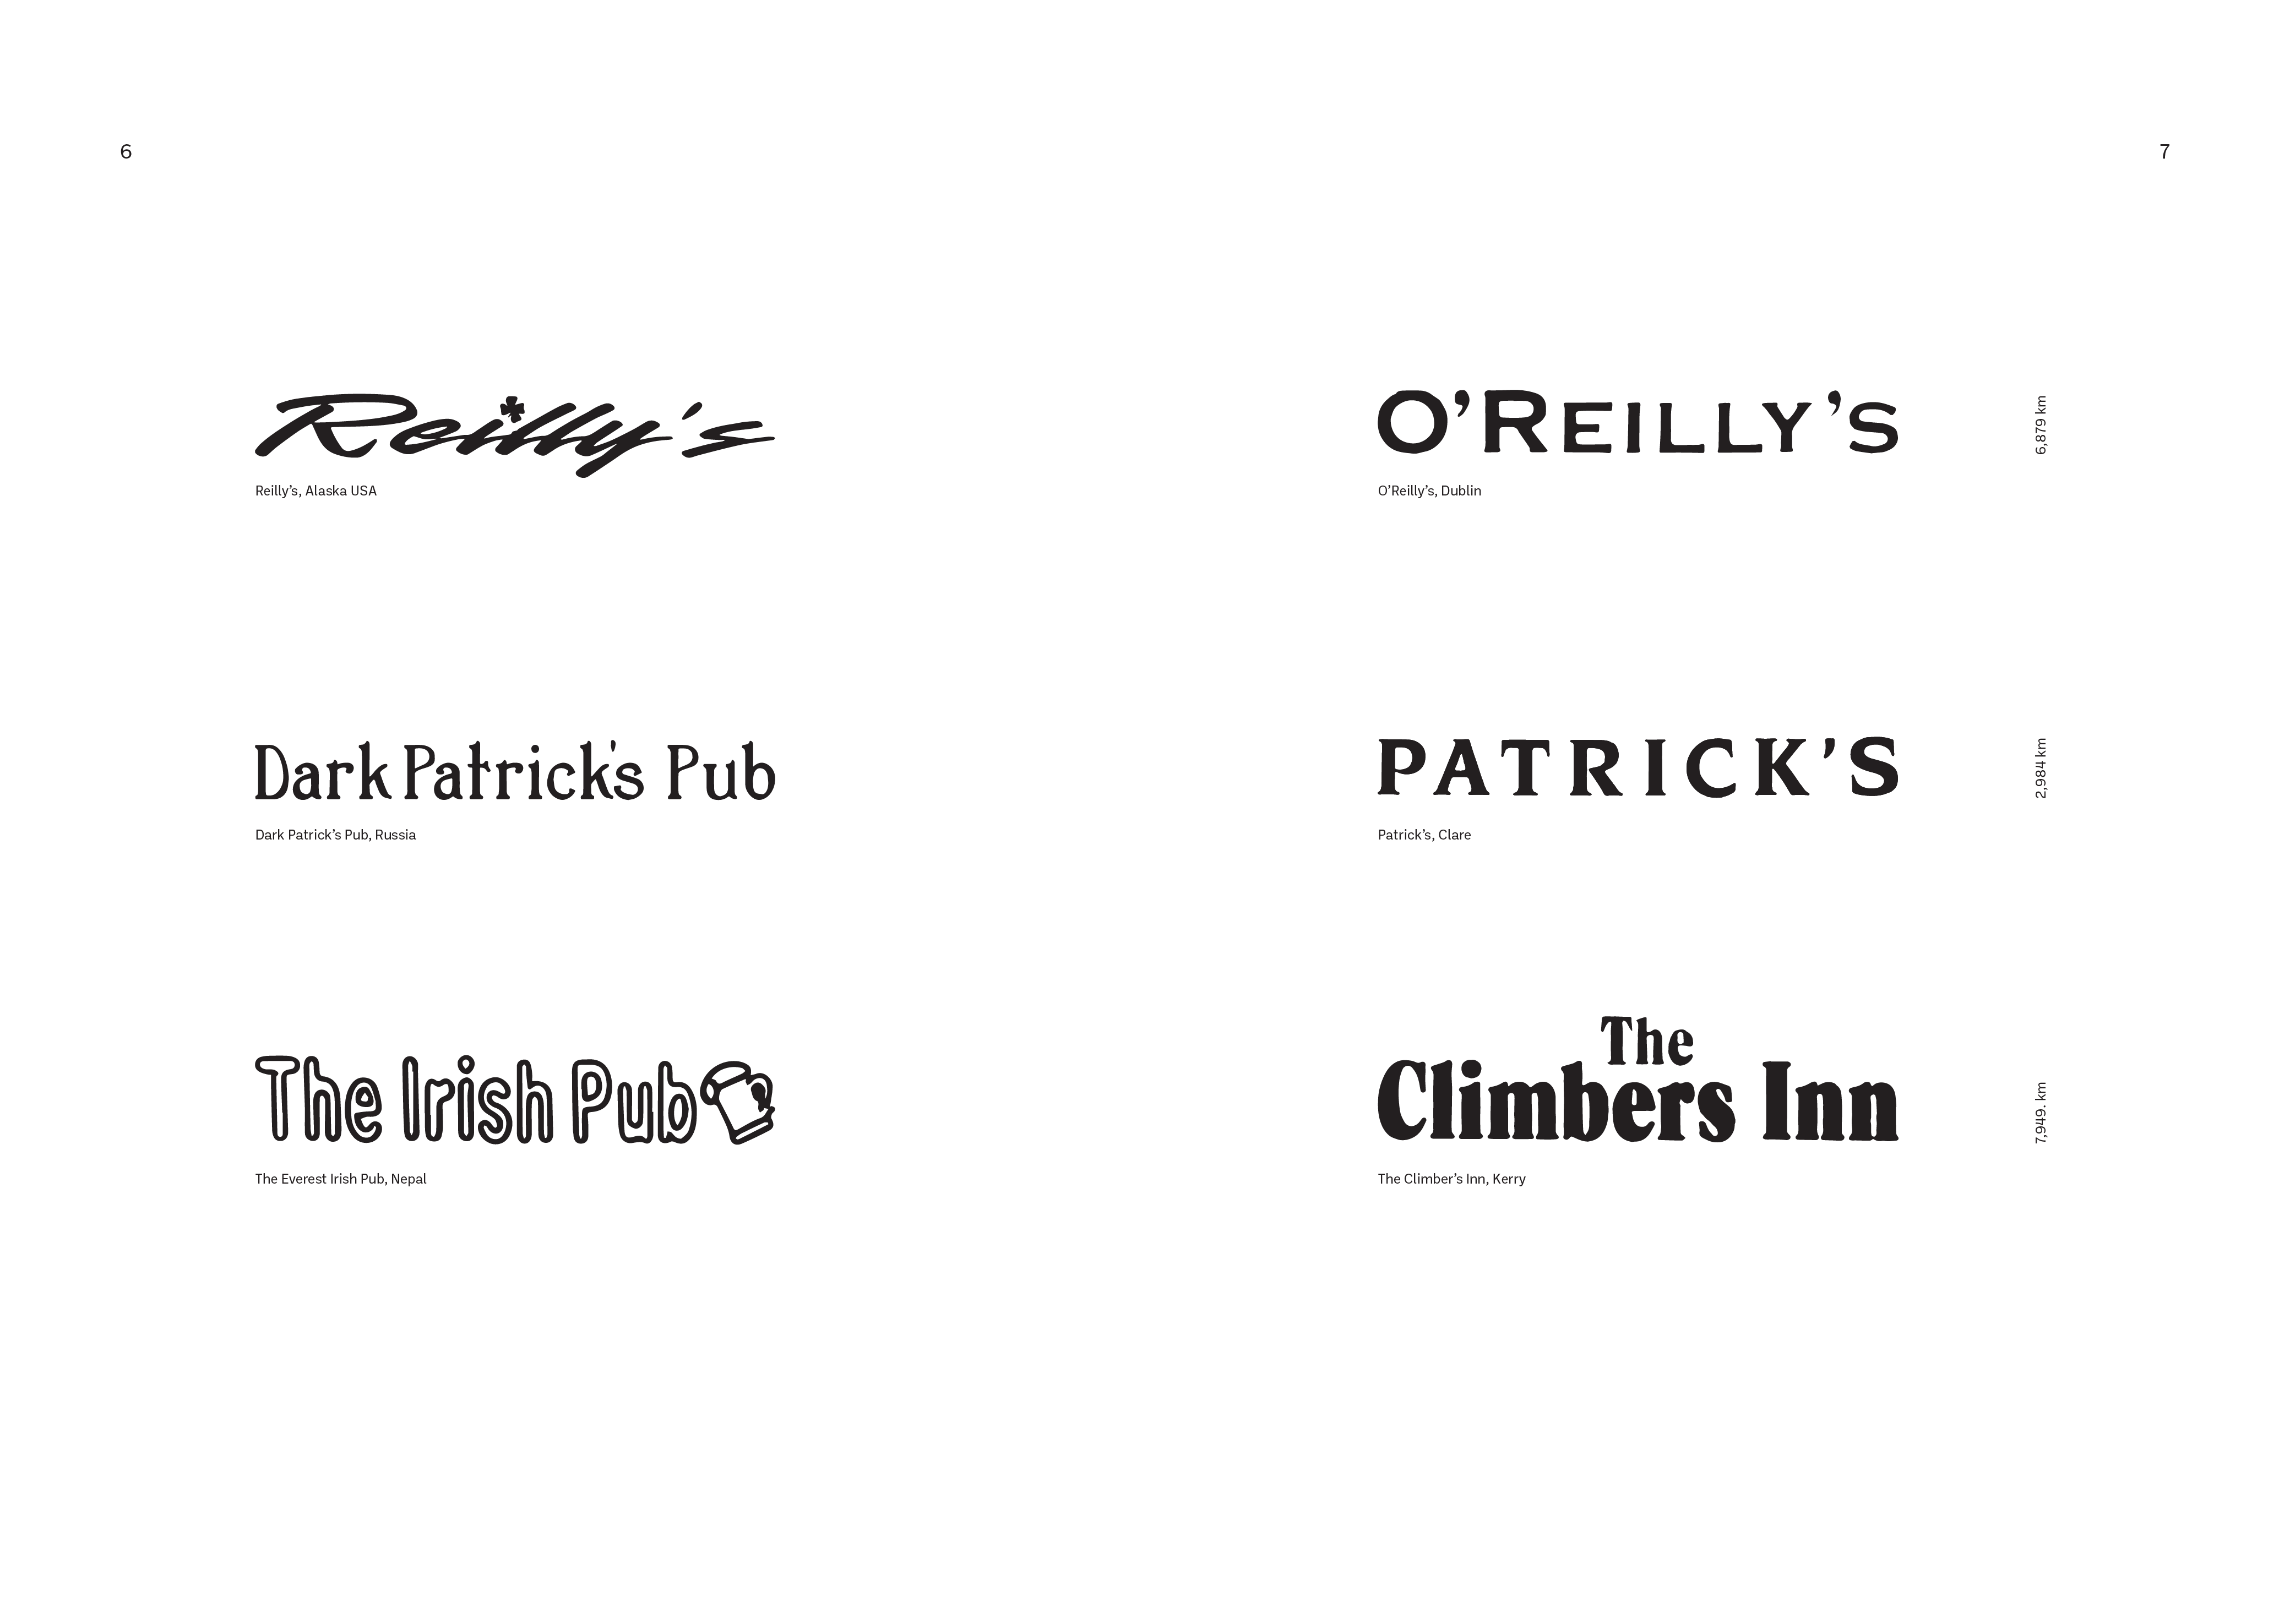 6
Reilly's
Reilly’s, Alaska USA
Dark Patrick's Pub
Dark Patrick’s Pub, Russia
The Irish Pub
The Everest Irish Pub, Nepal
7
O’REILLY’S
O’Reilly’s, Dublin
6,879 km
PATRICK’S
Patrick’s, Clare
2,984 km
The
Climbers Inn
The Climber’s Inn, Kerry
7,949. km